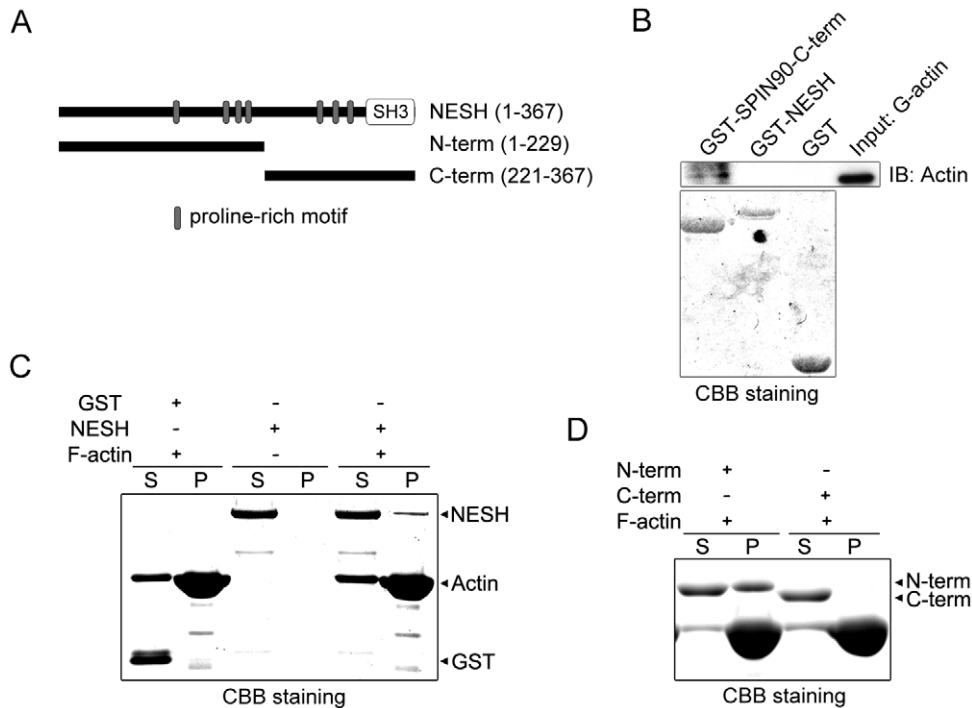 A
SH3
NESH (1-367)
N-term (1-229)
C-term (221-367)
proline-rich motif
B
GST-SPIN90-C-term
GST-NESH
GST
Input: G-actin
IB: Actin
CBB staining
C
GST + - -
NESH - + +
F-actin + - +
S P S P S P
NESH
Actin
GST
CBB staining
D
N-term + -
C-term - +
F-actin + +
S P S P
N-term
C-term
CBB staining